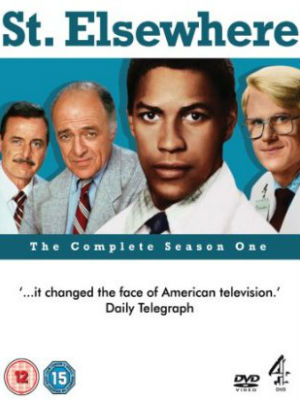 St. Elsewhere
The Complete Season One
‘...it changed the face of American television.’
Daily Telegraph
12
15
DVD
VIDEO
4
DVD